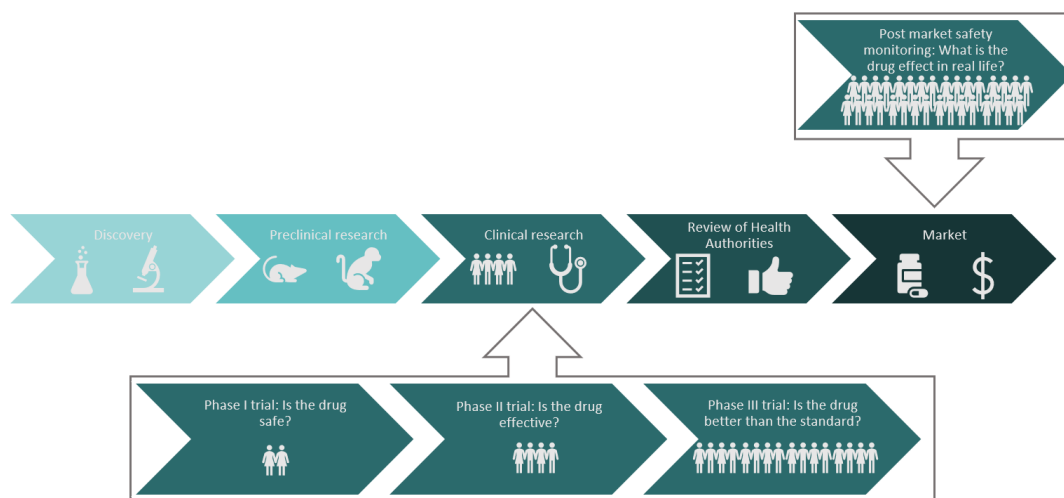 Post market safety
monitoring: What is the
drug effect in real life?
Discovery
Preclinical research
Clinical research
Review of Health
Authorities
Market
Phase I trial: Is the drug
safe?
Phase II trial: Is the drug
effective?
Phase III trial: Is the drug
better than the standard?